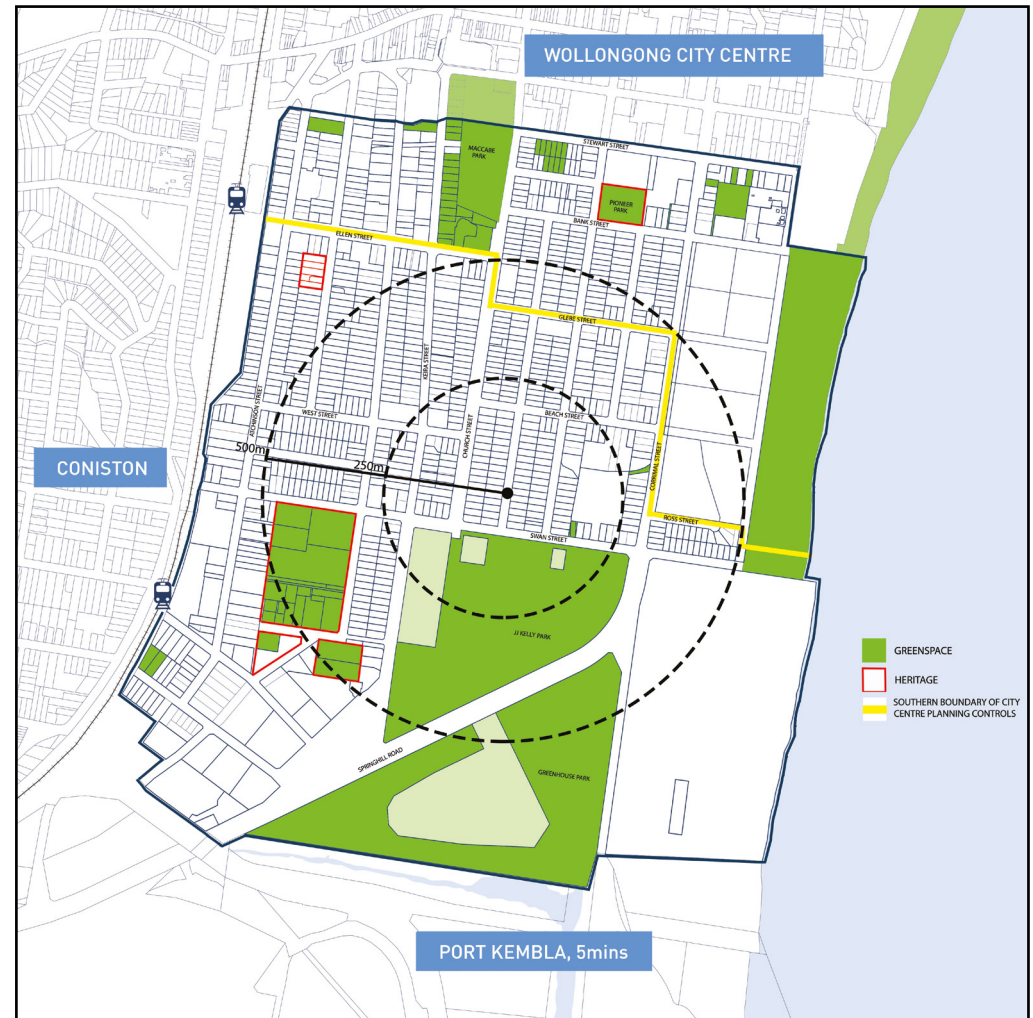 WOLLONGONG CITY CENTRE
STEWART STREET
MACCABE
PARK
PIONEER
PARK
BANK STREET
ELLEN STREET
GLEBE STREET
KEIRA STREET
ATCHINGON STREET
WEST STREET
CHURCH STREET
BEACH STREET
CORRIMAL STREET
500m
250m
CONISTON
ROSS STREET
SWAN STREET
JJ KELLY PARK
GREENSPACE
HERITAGE
SOUTHERN BOUNDARY OF CITY
CENTRE PLANNING CONTROLS
SPRINGHILL ROAD
GREENHOUSE PARK
PORT KEMBLA, 5mins